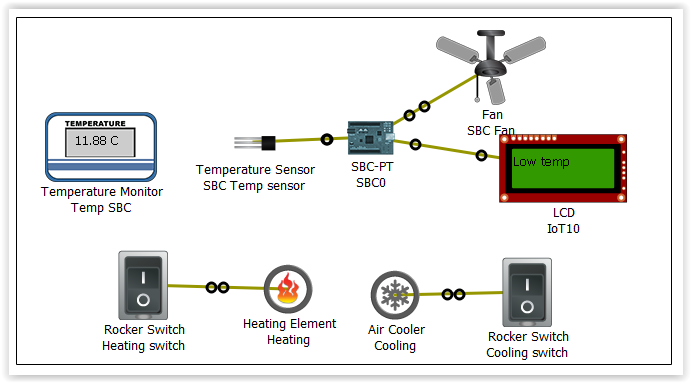 Fan
SBC Fan
TEMPERATURE
11.88 C
Temperature Monitor
Temp SBC
Temperature Sensor
SBC Temp sensor
SBC-PT
SBC0
Low temp
LCD
IoT10
Rocker Switch
Heating switch
Heating Element
Heating
Air Cooler
Cooling
Rocker Switch
Cooling switch